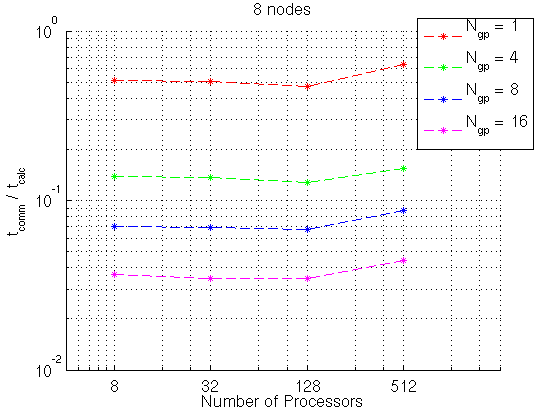 8 nodes
N_gp = 1
N_gp = 4
N_gp = 8
N_gp = 16
t_comm / t_calc
10^0
10^-1
10^-2
8 32 128 512
Number of Processors